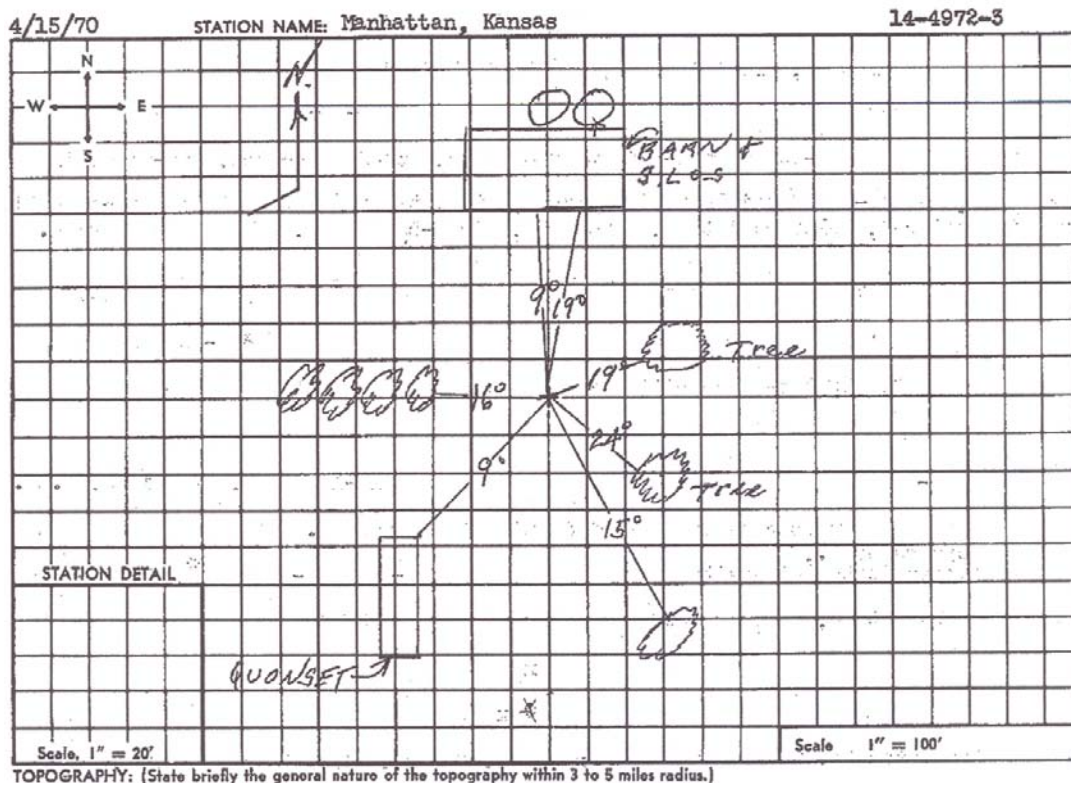 4/15/70 STATION NAME: Manhattan, Kansas 14-4972-3
N
W E
S
N.
BARN &
SILOS
9° 19°
19° Tree
16°
24°
9°
Tree
15°
STATION DETAIL
QUONSET
Scale, 1" = 20'. Scale 1" = 100'
TOPOGRAPHY: (State briefly the general nature of the topography within 3 to 5 miles radius.)